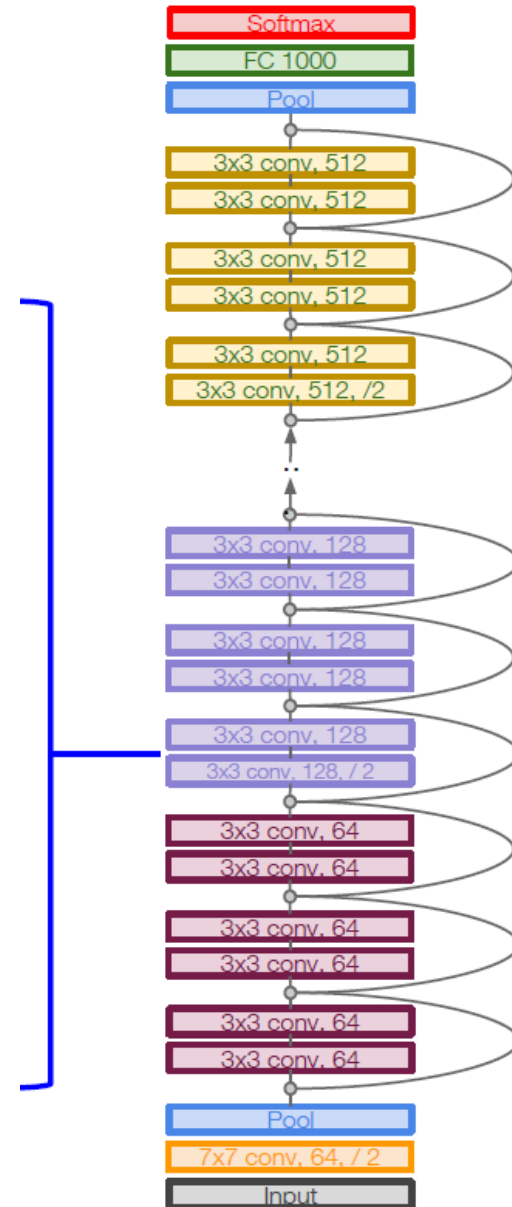 Softmax
FC 1000
Pool
3x3 conv, 512
3x3 conv, 512
3x3 conv, 512
3x3 conv, 512
3x3 conv, 512
3x3 conv, 512, /2
..
3x3 conv, 128
3x3 conv, 128
3x3 conv, 128
3x3 conv, 128
3x3 conv, 128
3x3 conv, 128, / 2
3x3 conv, 64
3x3 conv, 64
3x3 conv, 64
3x3 conv, 64
3x3 conv, 64
3x3 conv, 64
Pool
7x7 conv, 64, / 2
Input